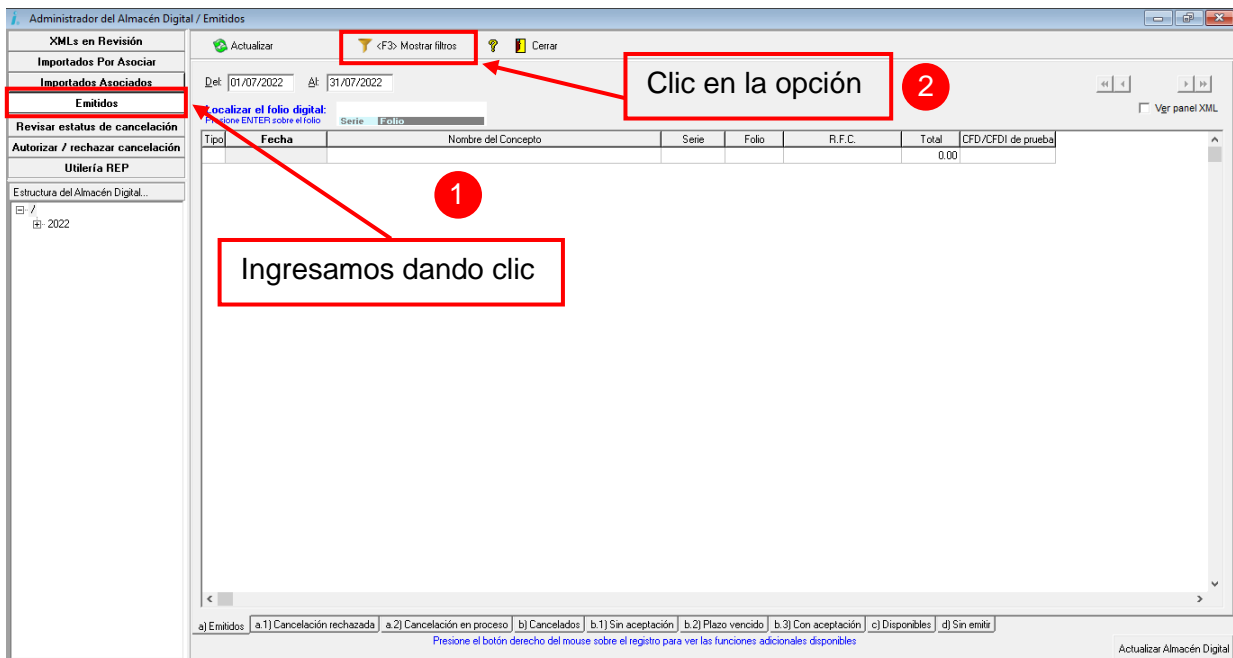 Administrador del Almacén Digital / Emitidos
XMLs en Revisión
Importados Por Asociar
Importados Asociados
Emitidos
Revisar estatus de cancelación
Autorizar / rechazar cancelación
Utilería REP
Estructura del Almacén Digital...
/
2022
Actualizar <F3> Mostrar filtros ? Cerrar
Del: 01/07/2022 Al: 31/07/2022
Clic en la opción 2
Localizar el folio digital:
Presione ENTER sobre el folio Serie Folio
Ver panel XML
Tipo Fecha Nombre del Concepto Serie Folio R.F.C. Total CFD/CFDI de prueba
0.00
1
Ingresamos dando clic
a) Emitidos a.1) Cancelación rechazada a.2) Cancelación en proceso b) Cancelados b.1) Sin aceptación b.2) Plazo vencido b.3) Con aceptación c) Disponibles d) Sin emitir
Presione el botón derecho del mouse sobre el registro para ver las funciones adicionales disponibles
Actualizar Almacén Digital